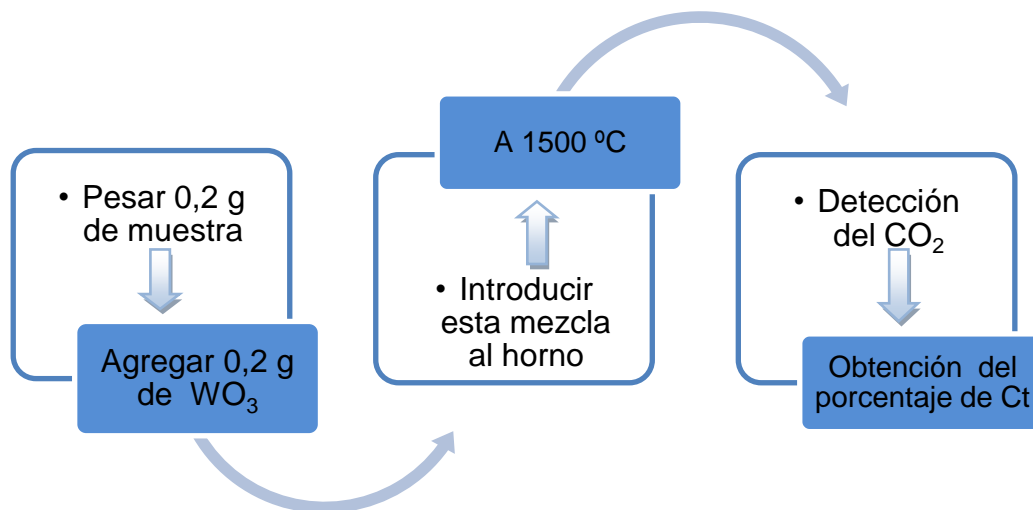 • Pesar 0,2 g
de muestra
Agregar 0,2 g
de WO₃
• Introducir
esta mezcla
al horno
A 1500 ºC
• Detección
del CO₂
Obtención del
porcentaje de Ct